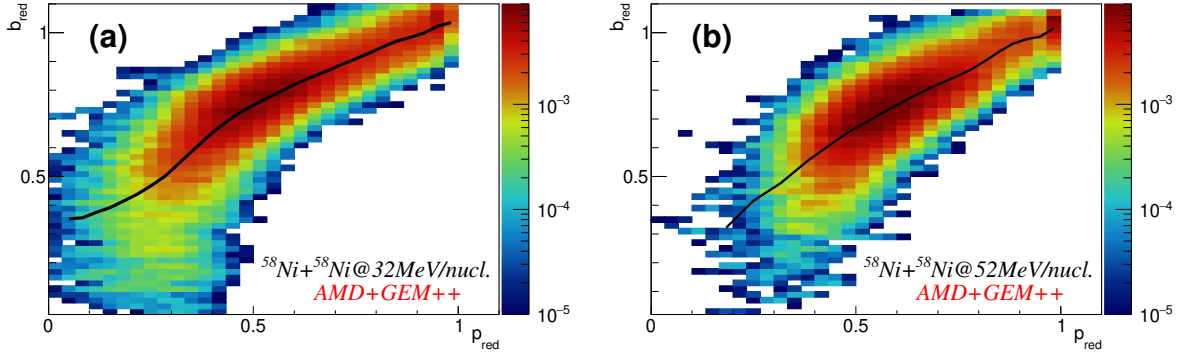 b_red
1
0.5
(a)
⁵⁸Ni+⁵⁸Ni@32MeV/nucl.
AMD+GEM++
0
0.5
1
p_red
10⁻³
10⁻⁴
10⁻⁵
b_red
1
0.5
(b)
⁵⁸Ni+⁵⁸Ni@52MeV/nucl.
AMD+GEM++
0
0.5
1
p_red
10⁻³
10⁻⁴
10⁻⁵